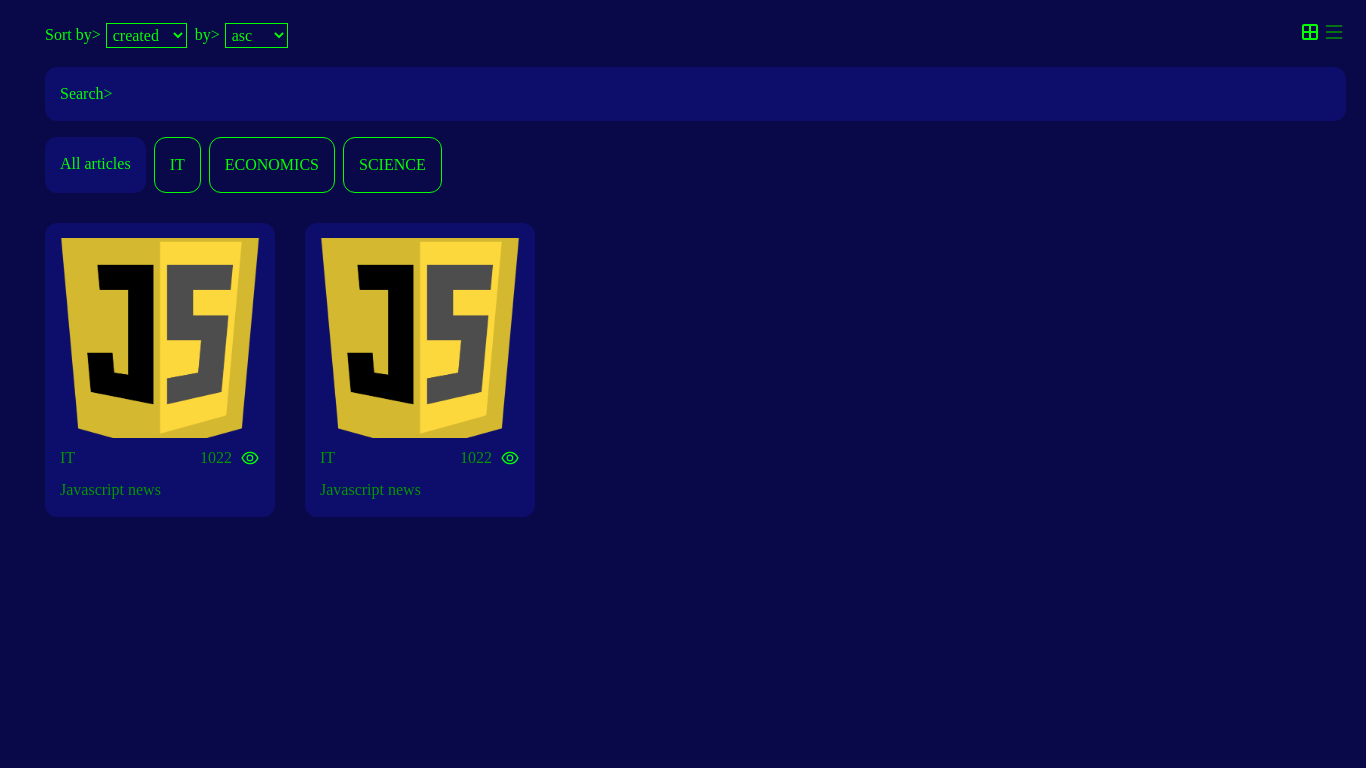 Sort by> created by> asc
Search>
All articles IT ECONOMICS SCIENCE
JS JS
IT 1022 IT 1022
Javascript news Javascript news